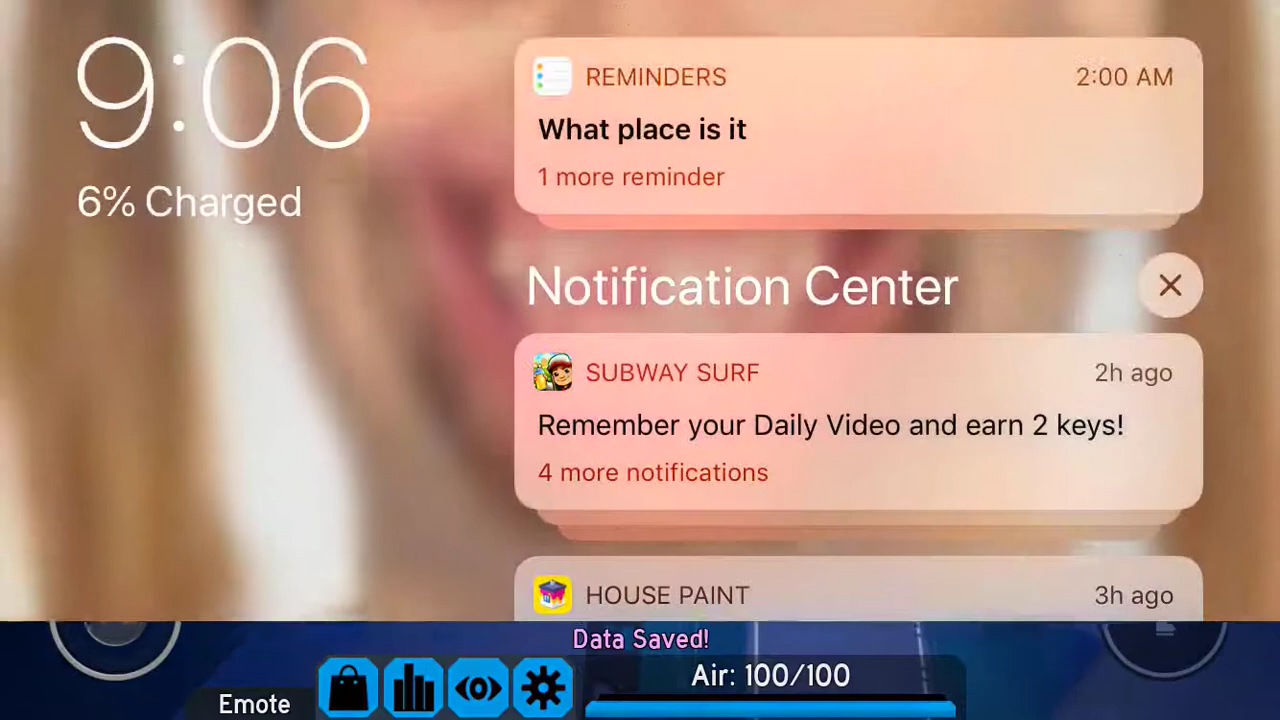 9:06
6% Charged
REMINDERS 2:00 AM
What place is it
1 more reminder
Notification Center
SUBWAY SURF 2h ago
Remember your Daily Video and earn 2 keys!
4 more notifications
HOUSE PAINT 3h ago
Data Saved!
Air: 100/100
Emote